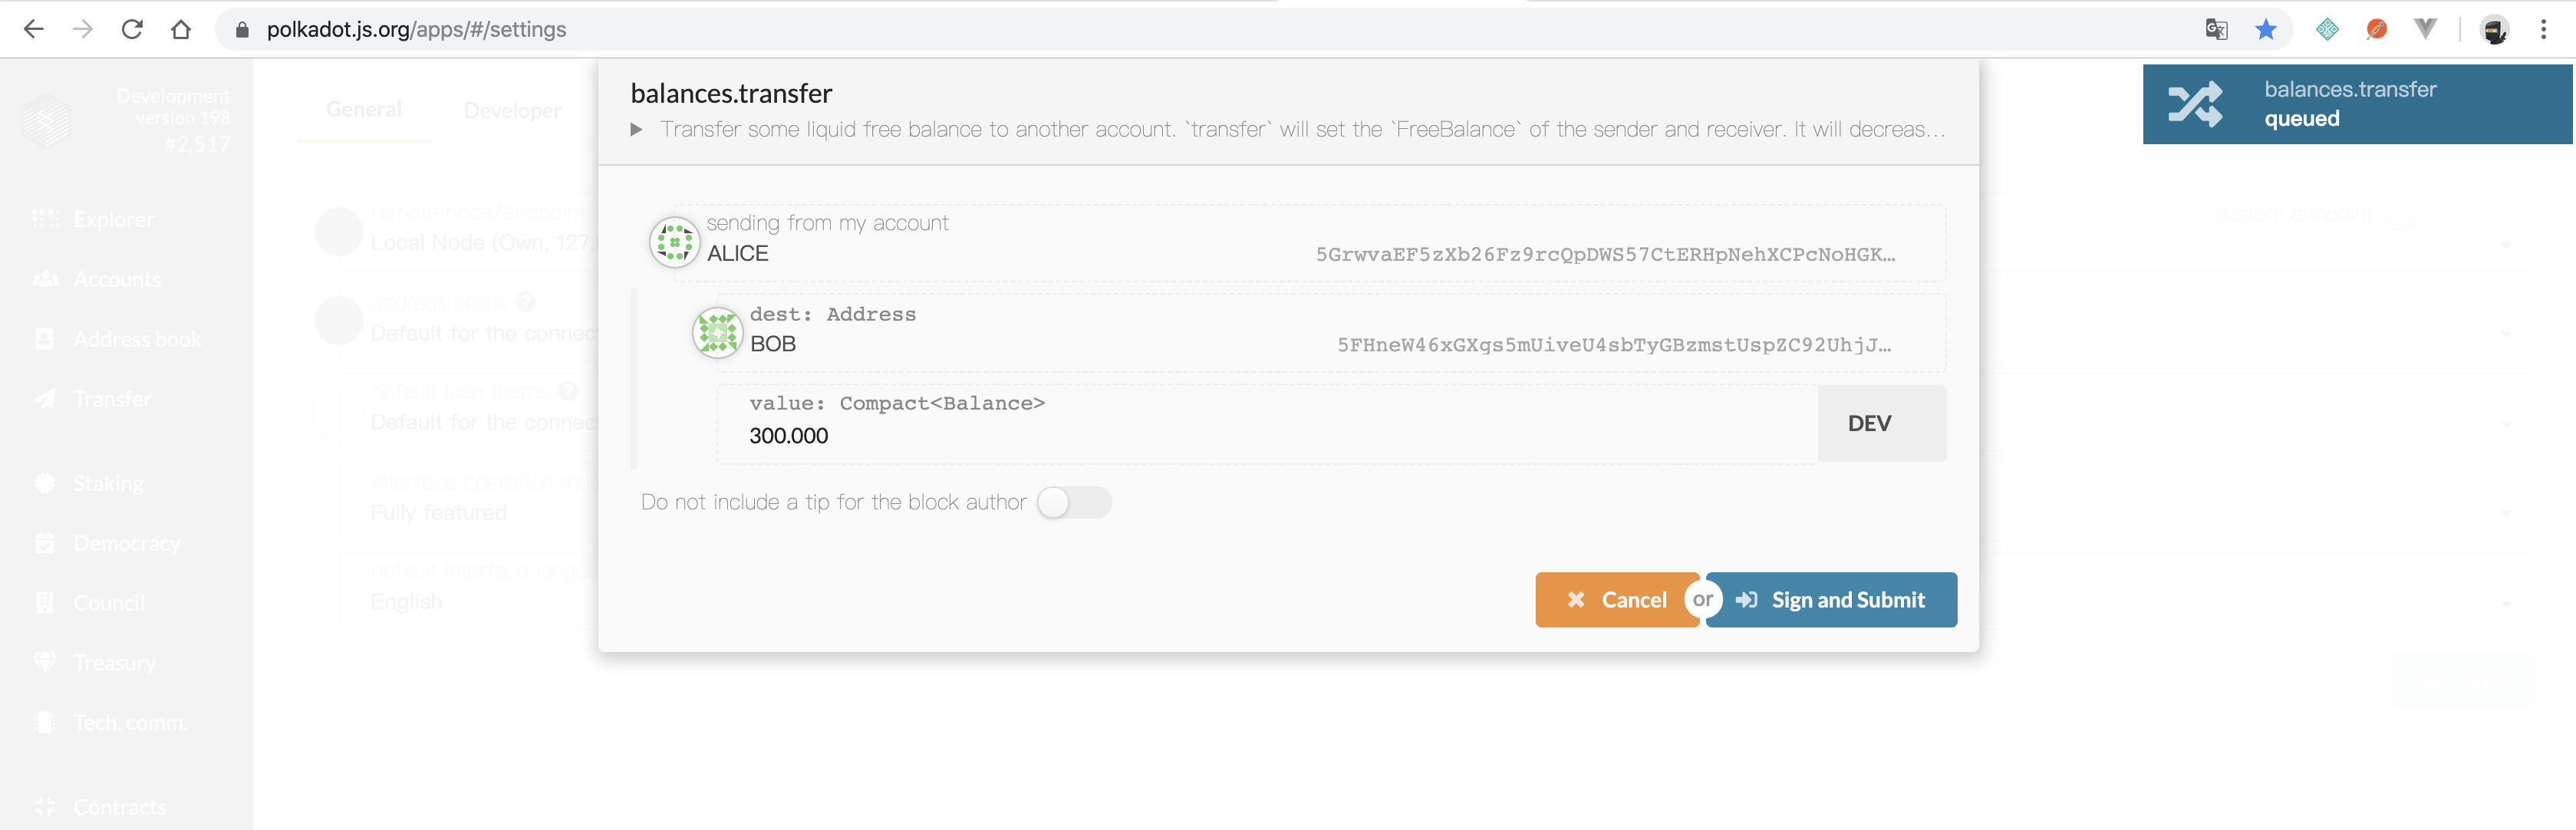 polkadot.js.org/apps/#/settings
Development
version 198
#2,517
Explorer
Accounts
Address book
Transfer
Staking
Democracy
Council
Treasury
Tech. comm.
Contracts
General
Developer
remote node/endpoint
Local Node (Own, 127.
address prefix
Default for the connec
default icon theme
Default for the connec
interface operation mo
Fully featured
default interface langu
English
custom endpoint
balances.transfer
Transfer some liquid free balance to another account. `transfer` will set the `FreeBalance` of the sender and receiver. It will decreas...
sending from my account
ALICE
5GrwvaEF5zXb26Fz9rcQpDWS57CtERHpNehXCPcNoHGK…
dest: Address
BOB
5FHneW46xGXgs5mUiveU4sbTyGBzmstUspZC92UhjJ…
value: Compact<Balance>
300.000
DEV
Do not include a tip for the block author
Cancel
or
Sign and Submit
balances.transfer
queued